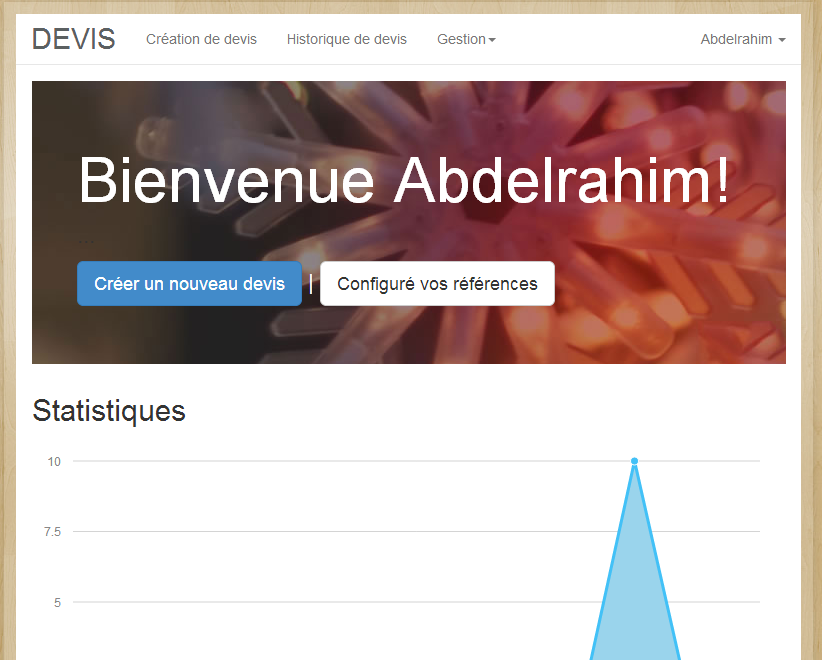 DEVIS Création de devis Historique de devis Gestion Abdelrahim
Bienvenue Abdelrahim!
...
Créer un nouveau devis | Configuré vos références
Statistiques
10
7.5
5